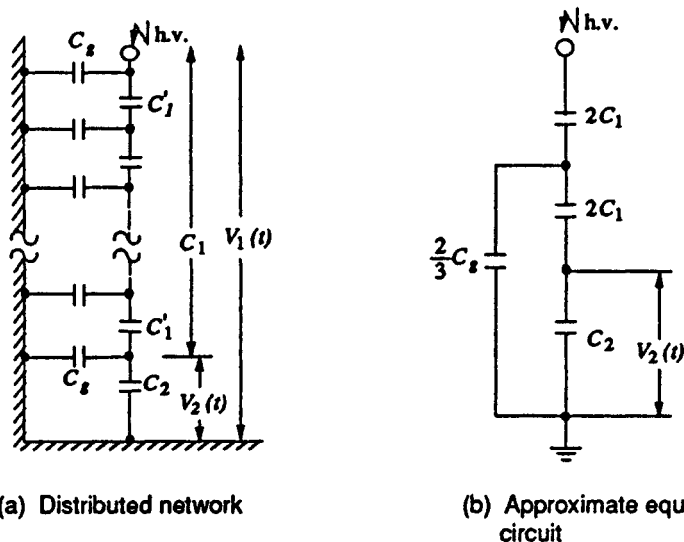 h.v.
C_g
C'_1
C_1
V_1(t)
C'_1
C_g
C_2
V_2(t)
(a) Distributed network
h.v.
2C_1
2C_1
2/3 C_g
C_2
V_2(t)
(b) Approximate equ
circuit